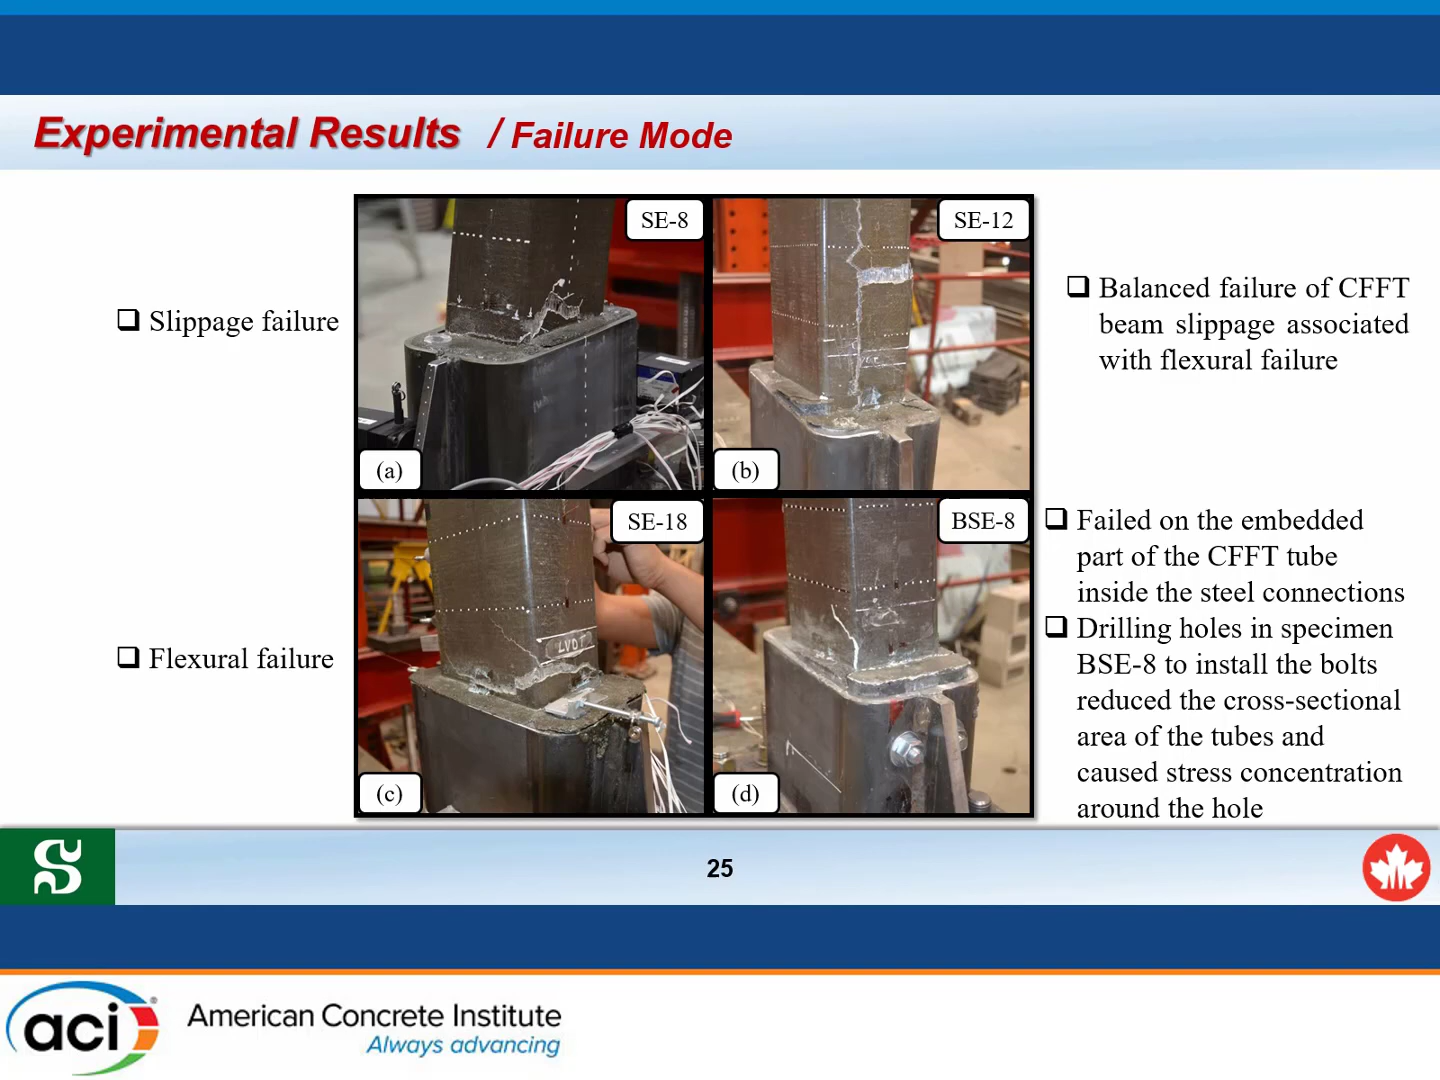 Experimental Results / Failure Mode
SE-8
SE-12
❑ Slippage failure
❑ Balanced failure of CFFT
beam slippage associated
with flexural failure
(a)
(b)
SE-18
BSE-8
❑ Flexural failure
LVDT
❑ Failed on the embedded
part of the CFFT tube
inside the steel connections
❑ Drilling holes in specimen
BSE-8 to install the bolts
reduced the cross-sectional
area of the tubes and
caused stress concentration
around the hole
(c)
(d)
25
aci®
American Concrete Institute
Always advancing